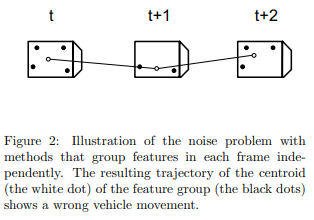 t t+1 t+2
Figure 2: Illustration of the noise problem with
methods that group features in each frame inde-
pendently. The resulting trajectory of the centroid
(the white dot) of the feature group (the black dots)
shows a wrong vehicle movement.